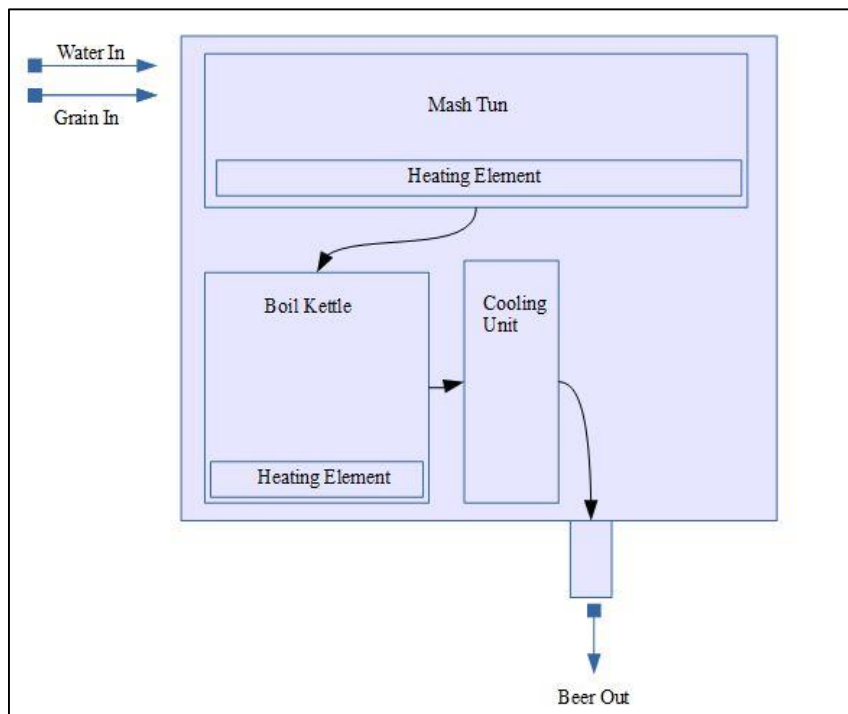 Water In
Grain In
Mash Tun
Heating Element
Boil Kettle
Cooling
Unit
Heating Element
Beer Out